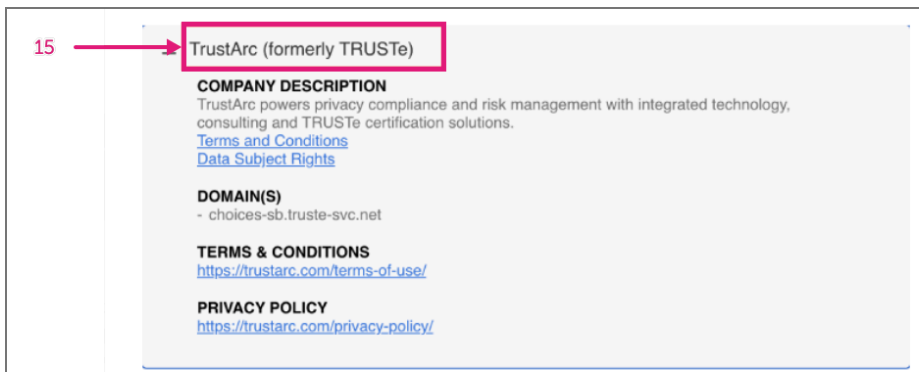 15
TrustArc (formerly TRUSTe)
COMPANY DESCRIPTION
TrustArc powers privacy compliance and risk management with integrated technology,
consulting and TRUSTe certification solutions.
Terms and Conditions
Data Subject Rights
DOMAIN(S)
- choices-sb.truste-svc.net
TERMS & CONDITIONS
https://trustarc.com/terms-of-use/
PRIVACY POLICY
https://trustarc.com/privacy-policy/